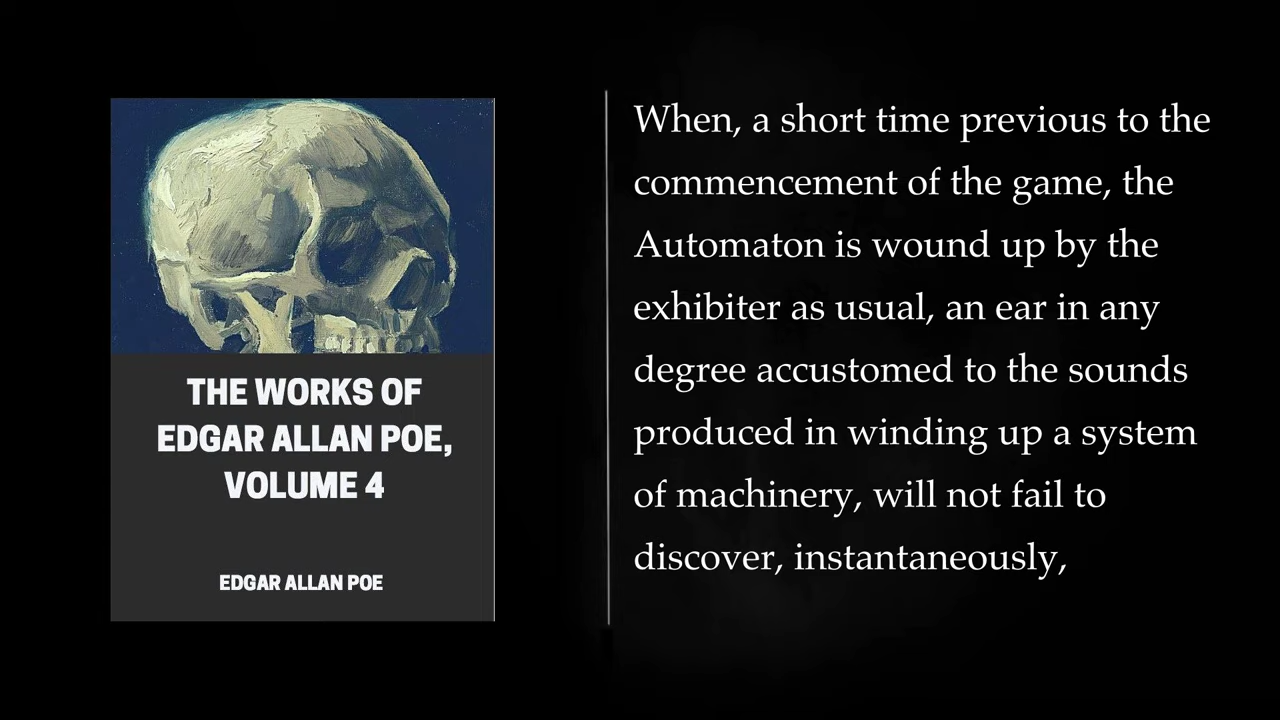 THE WORKS OF
EDGAR ALLAN POE,
VOLUME 4
EDGAR ALLAN POE
When, a short time previous to the
commencement of the game, the
Automaton is wound up by the
exhibiter as usual, an ear in any
degree accustomed to the sounds
produced in winding up a system
of machinery, will not fail to
discover, instantaneously,